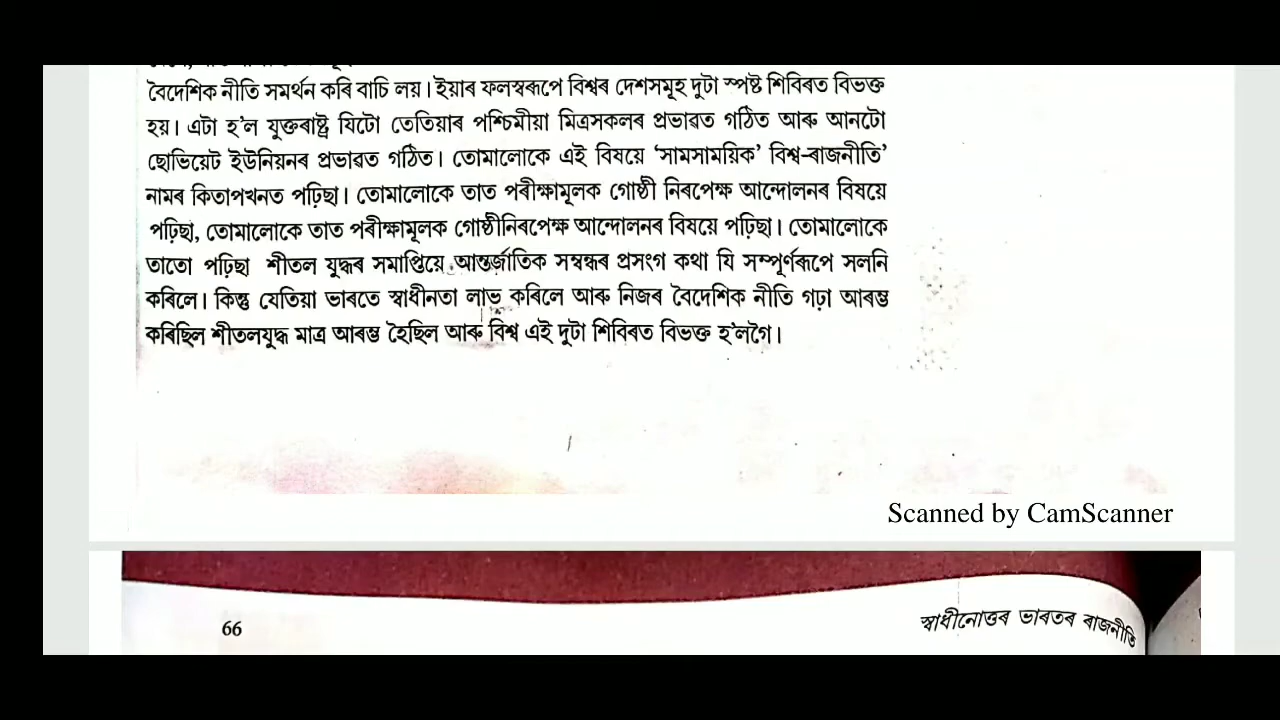 বৈদেশিক নীতি সমৰ্থন কৰি বাচি লয়। ইয়াৰ ফলস্বৰূপে বিশ্বৰ দেশসমূহ দুটা স্পষ্ট শিবিৰত বিভক্ত
হয়। এটা হ'ল যুক্তৰাষ্ট্ৰ যিটো তেতিয়াৰ পশ্চিমীয়া মিত্ৰসকলৰ প্ৰভাৱত গঠিত আৰু আনটো
ছোভিয়েট ইউনিয়নৰ প্ৰভাৱত গঠিত। তোমালোকে এই বিষয়ে ‘সামসাময়িক’ বিশ্ব-ৰাজনীতি’
নামৰ কিতাপখনত পঢ়িছা। তোমালোকে তাত পৰীক্ষামূলক গোষ্ঠী নিৰপেক্ষ আন্দোলনৰ বিষয়ে
পঢ়িছা, তোমালোকে তাত পৰীক্ষামূলক গোষ্ঠীনিৰপেক্ষ আন্দোলনৰ বিষয়ে পঢ়িছা। তোমালোকে
তাতো পঢ়িছা শীতল যুদ্ধৰ সমাপ্তিয়ে আন্তৰ্জাতিক সম্বন্ধৰ প্ৰসংগ কথা যি সম্পূৰ্ণৰূপে সলনি
কৰিলে। কিন্তু যেতিয়া ভাৰতে স্বাধীনতা লাভ কৰিলে আৰু নিজৰ বৈদেশিক নীতি গঢ়া আৰম্ভ
কৰিছিল শীতলযুদ্ধ মাত্ৰ আৰম্ভ হৈছিল আৰু বিশ্ব এই দুটা শিবিৰত বিভক্ত হ'লগৈ।
Scanned by CamScanner
66 স্বাধীনোত্তৰ ভাৰতৰ ৰাজনীতি